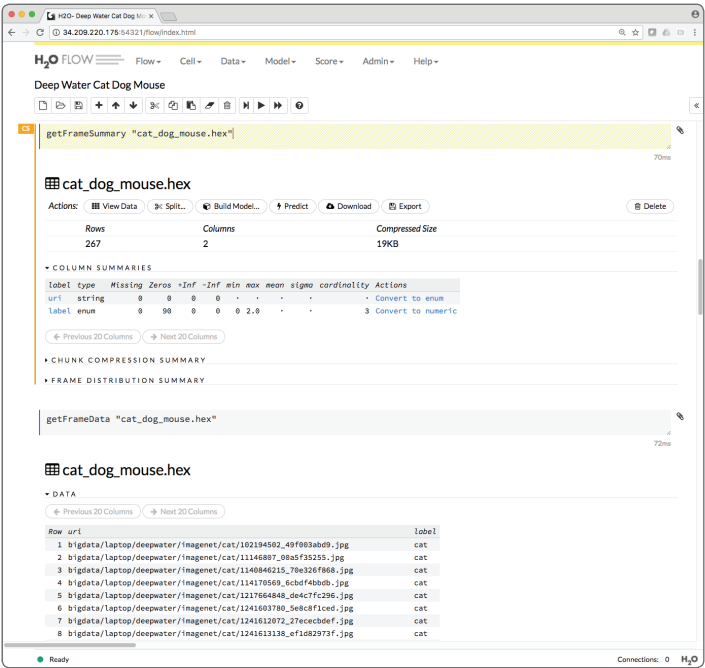 H2O- Deep Water Cat Dog Mo
34.209.220.175:54321/flow/index.html
H2O FLOW Flow Cell Data Model Score Admin Help
Deep Water Cat Dog Mouse
CS
getFrameSummary "cat_dog_mouse.hex"
70ms
cat_dog_mouse.hex
Actions: View Data Split... Build Model... Predict Download Export Delete
Rows Columns Compressed Size
267 2 19KB
COLUMN SUMMARIES
label type Missing Zeros +Inf -Inf min max mean sigma cardinality Actions
uri string 0 0 0 0 · · · · · Convert to enum
label enum 0 90 0 0 0 2.0 · · 3 Convert to numeric
← Previous 20 Columns → Next 20 Columns
CHUNK COMPRESSION SUMMARY
FRAME DISTRIBUTION SUMMARY
getFrameData "cat_dog_mouse.hex"
72ms
cat_dog_mouse.hex
DATA
← Previous 20 Columns → Next 20 Columns
Row uri label
1 bigdata/laptop/deepwater/imagenet/cat/102194502_49f003abd9.jpg cat
2 bigdata/laptop/deepwater/imagenet/cat/11146807_00a5f35255.jpg cat
3 bigdata/laptop/deepwater/imagenet/cat/1140846215_70e326f868.jpg cat
4 bigdata/laptop/deepwater/imagenet/cat/114170569_6cbdf4bbdb.jpg cat
5 bigdata/laptop/deepwater/imagenet/cat/1217664848_de4c7fc296.jpg cat
6 bigdata/laptop/deepwater/imagenet/cat/1241603780_5e8c8f1ced.jpg cat
7 bigdata/laptop/deepwater/imagenet/cat/1241612072_27ececbdef.jpg cat
8 bigdata/laptop/deepwater/imagenet/cat/1241613138_ef1d82973f.jpg cat
Ready Connections: 0 H2O